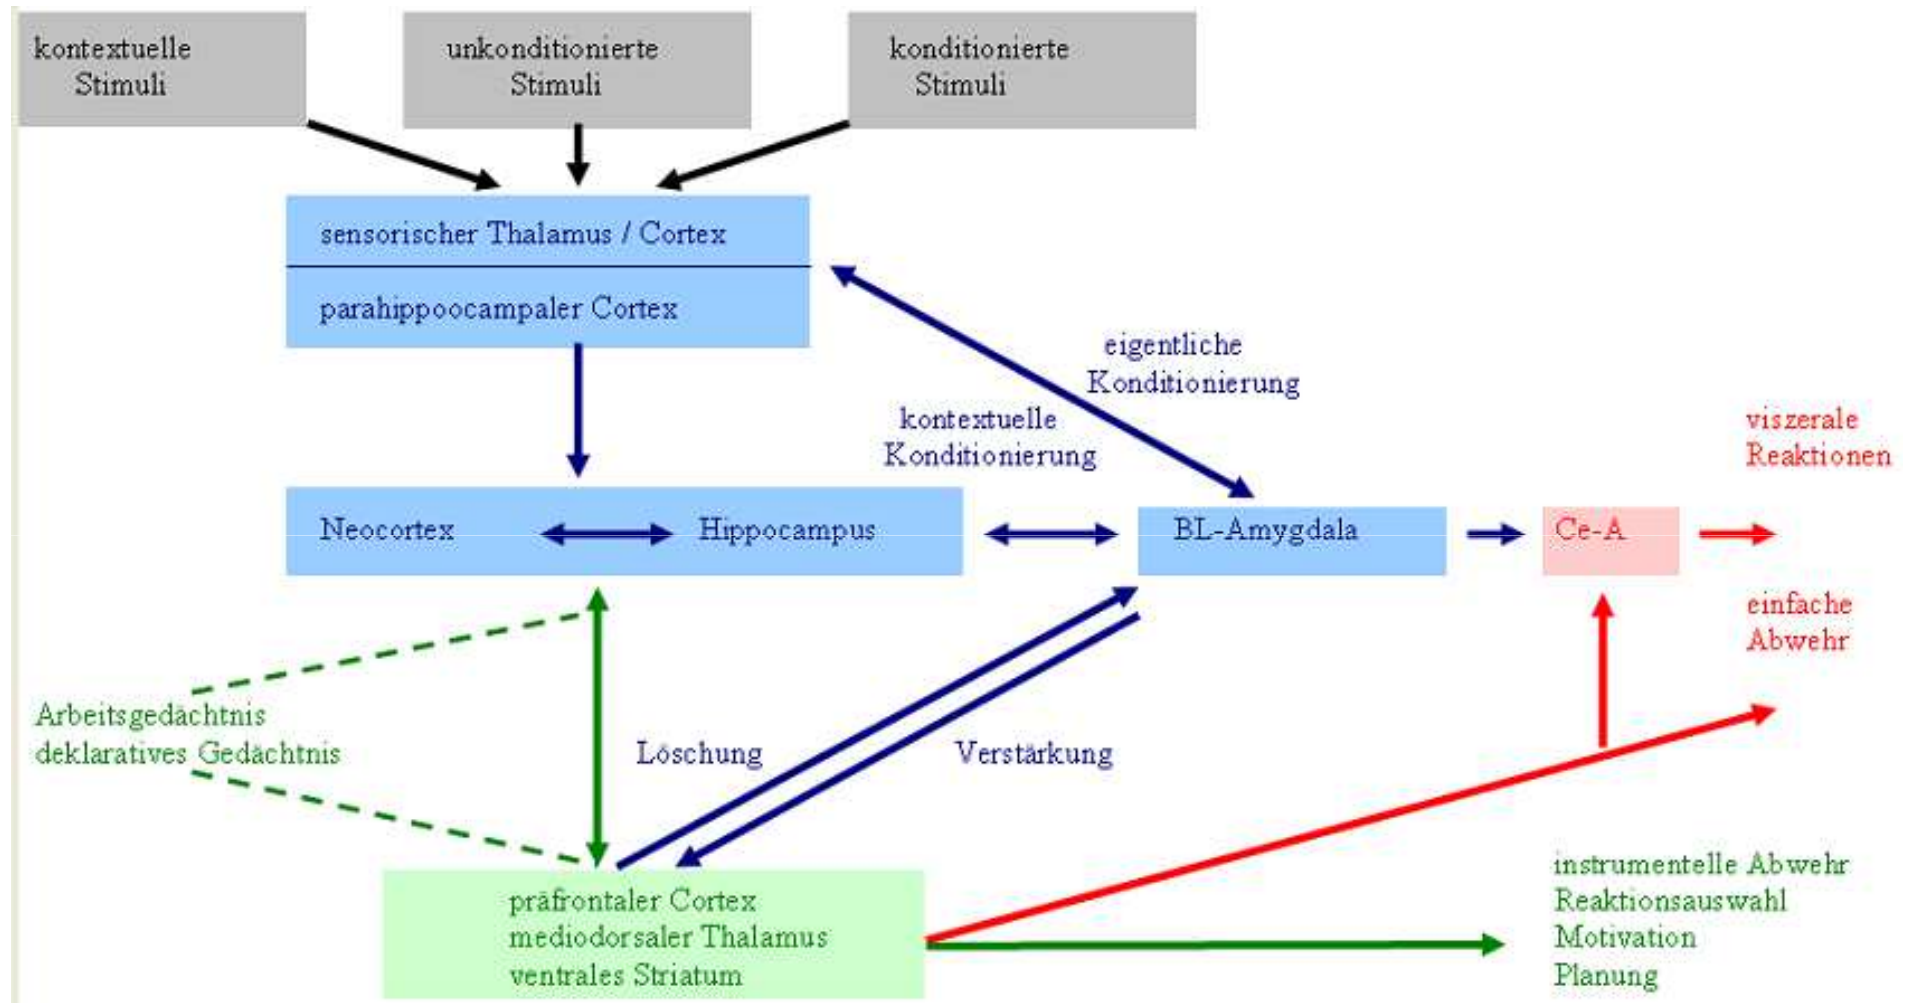 kontextuelle
Stimuli
unkonditionierte
Stimuli
konditionierte
Stimuli
sensorischer Thalamus / Cortex
parahippoocampaler Cortex
eigentliche
Konditionierung
kontextuelle
Konditionierung
viszerale
Reaktionen
Neocortex
Hippocampus
BL-Amygdala
Ce-A
einfache
Abwehr
Arbeitsgedächtnis
deklaratives Gedächtnis
Löschung
Verstärkung
präfrontaler Cortex
mediodorsaler Thalamus
ventrales Striatum
instrumentelle Abwehr
Reaktionsauswahl
Motivation
Planung